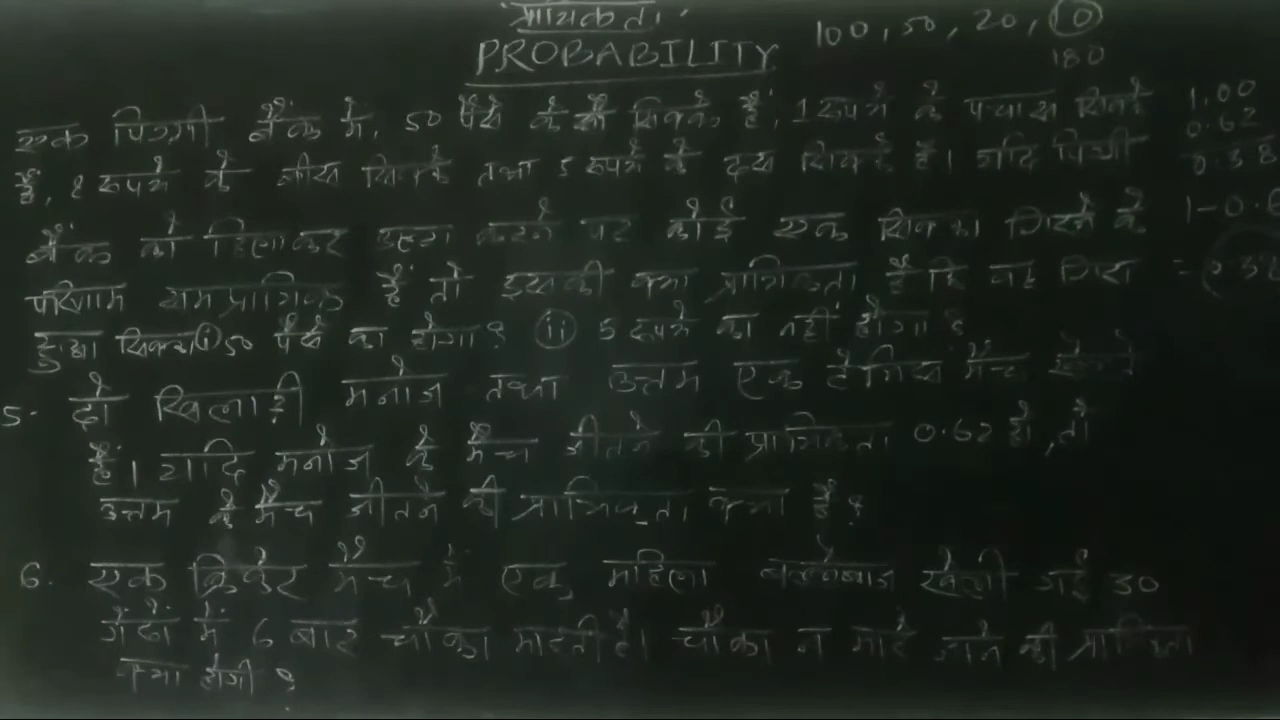 प्रायिकता
PROBABILITY
100, 50, 20, 10
180
एक पिग्गी बैंक में, 50 पैसे के सौ सिक्के हैं, 1 रुपये के पचास सिक्के
हैं, 2 रुपये के बीस सिक्के तथा 5 रुपये के दस सिक्के हैं। यदि पिग्गी
बैंक को हिलाकर उल्टा करने पर कोई एक सिक्का गिरने के
परिणाम समप्रायिक हैं तो इसकी क्या प्रायिकता है कि वह गिरा
हुआ सिक्का (i) 50 पैसे का होगा? (ii) 5 रुपये का नहीं होगा?
1.00
0.62
0.38
1-0.6
= 0.38
5. दो खिलाड़ी मनोज तथा उत्तम एक टेनिस मैच खेलते
हैं। यदि मनोज के मैच जीतने की प्रायिकता 0.62 हो, तो
उत्तम के मैच जीतने की प्रायिकता क्या है?
6. एक क्रिकेट मैच में एक महिला बल्लेबाज खेली गई 30
गेंदों में 6 बार चौका मारती है। चौका न मारे जाने की प्रायिकता
क्या होगी?